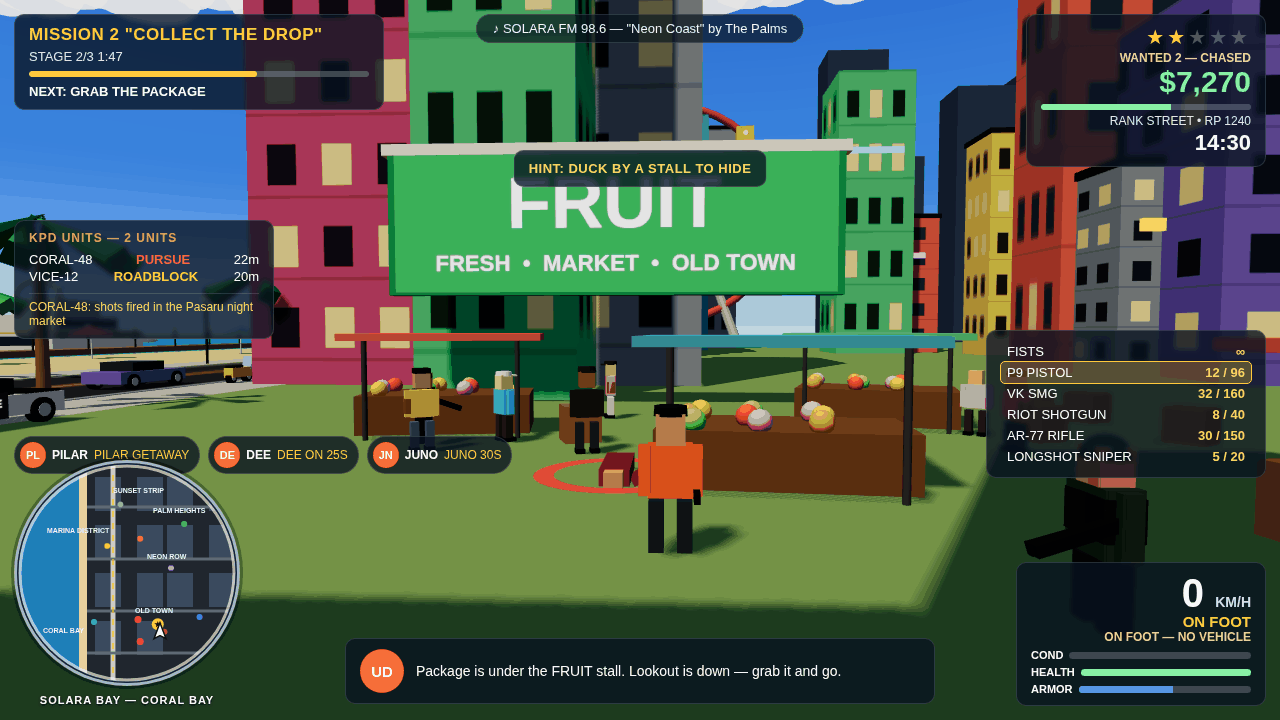 MISSION 2 "COLLECT THE DROP"
STAGE 2/3 1:47
NEXT: GRAB THE PACKAGE
♪ SOLARA FM 98.6 — "Neon Coast" by The Palms
WANTED 2 — CHASED
$7,270
RANK STREET • RP 1240
14:30
HINT: DUCK BY A STALL TO HIDE
FRUIT
FRESH • MARKET • OLD TOWN
KPD UNITS — 2 UNITS
CORAL-48 PURSUE 22m
VICE-12 ROADBLOCK 20m
CORAL-48: shots fired in the Pasaru night
market
FISTS ∞
P9 PISTOL 12 / 96
VK SMG 32 / 160
RIOT SHOTGUN 8 / 40
AR-77 RIFLE 30 / 150
LONGSHOT SNIPER 5 / 20
PL PILAR PILAR GETAWAY
DE DEE DEE ON 25S
JN JUNO JUNO 30S
SUNSET STRIP
PALM HEIGHTS
MARINA DISTRICT
NEON ROW
OLD TOWN
CORAL BAY
SOLARA BAY — CORAL BAY
UD Package is under the FRUIT stall. Lookout is down — grab it and go.
0 KM/H
ON FOOT
ON FOOT — NO VEHICLE
COND
HEALTH
ARMOR